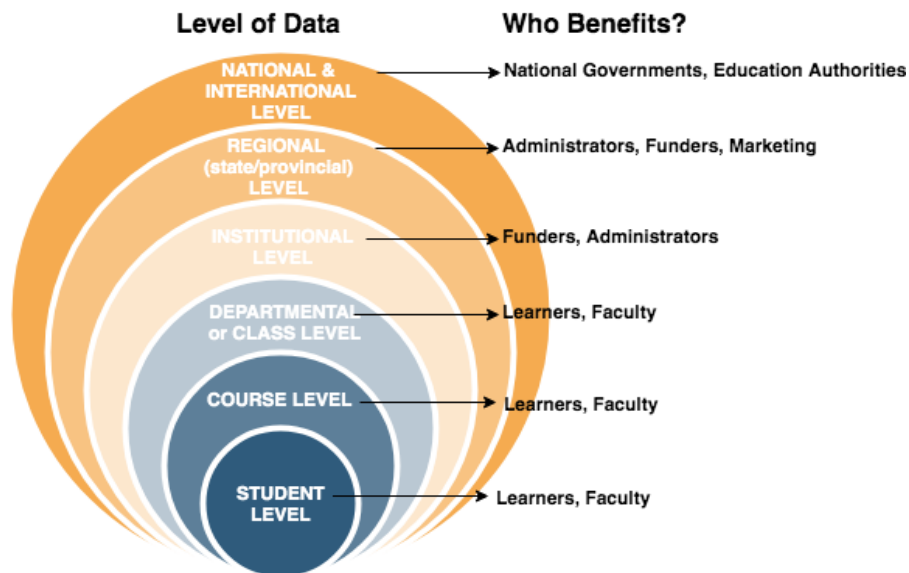 Level of Data
Who Benefits?
NATIONAL &
INTERNATIONAL
LEVEL
National Governments, Education Authorities
REGIONAL
(state/provincial)
LEVEL
Administrators, Funders, Marketing
INSTITUTIONAL
LEVEL
Funders, Administrators
DEPARTMENTAL
or CLASS LEVEL
Learners, Faculty
COURSE LEVEL
Learners, Faculty
STUDENT
LEVEL
Learners, Faculty